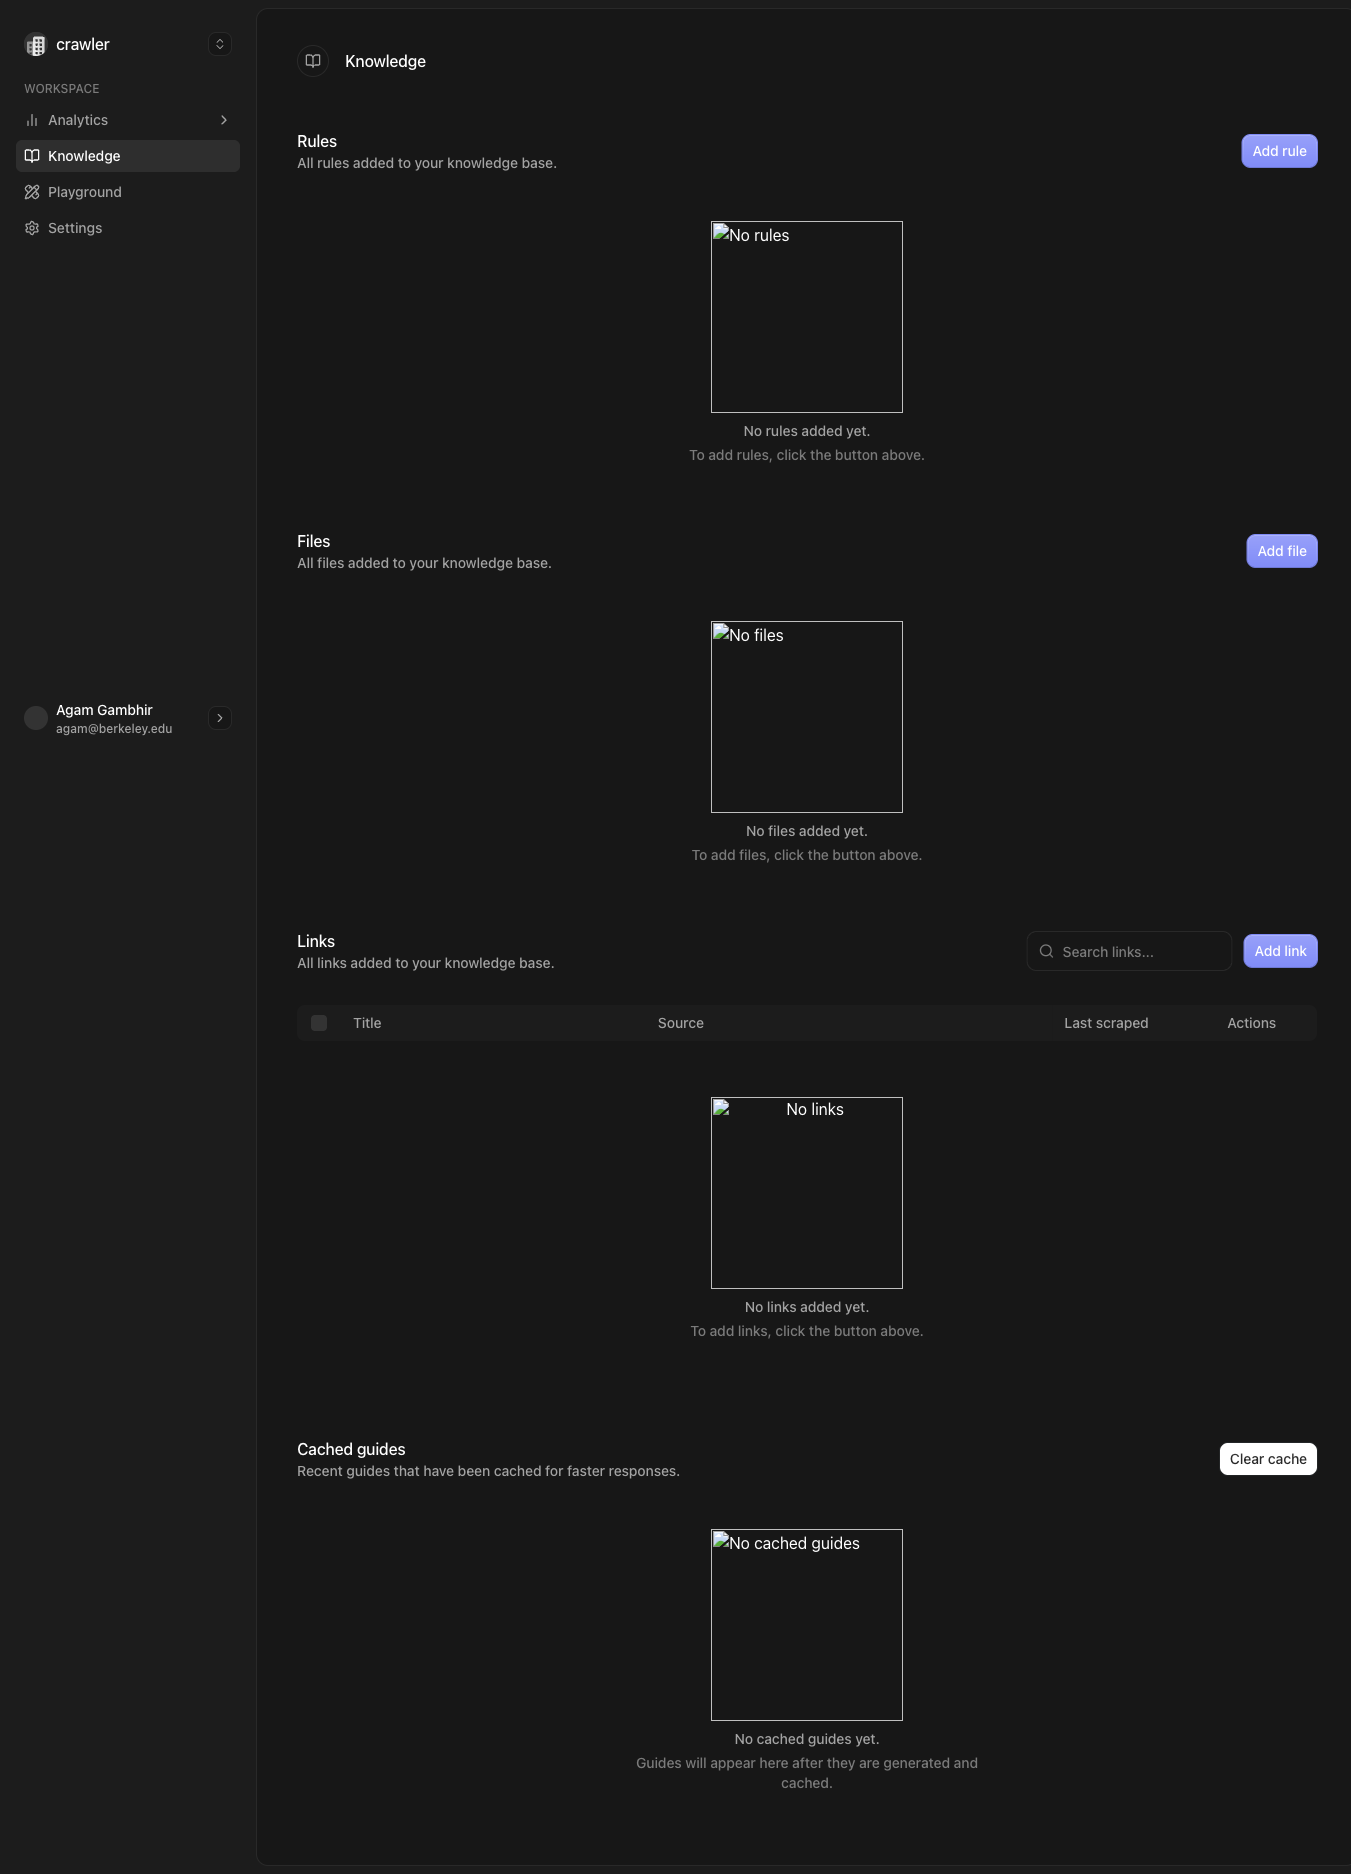 crawler
WORKSPACE
Analytics
Knowledge
Playground
Settings
Agam Gambhir
agam@berkeley.edu
Knowledge
Rules
All rules added to your knowledge base.
Add rule
No rules
No rules added yet.
To add rules, click the button above.
Files
All files added to your knowledge base.
Add file
No files
No files added yet.
To add files, click the button above.
Links
All links added to your knowledge base.
Search links...
Add link
Title Source Last scraped Actions
No links
No links added yet.
To add links, click the button above.
Cached guides
Recent guides that have been cached for faster responses.
Clear cache
No cached guides
No cached guides yet.
Guides will appear here after they are generated and
cached.